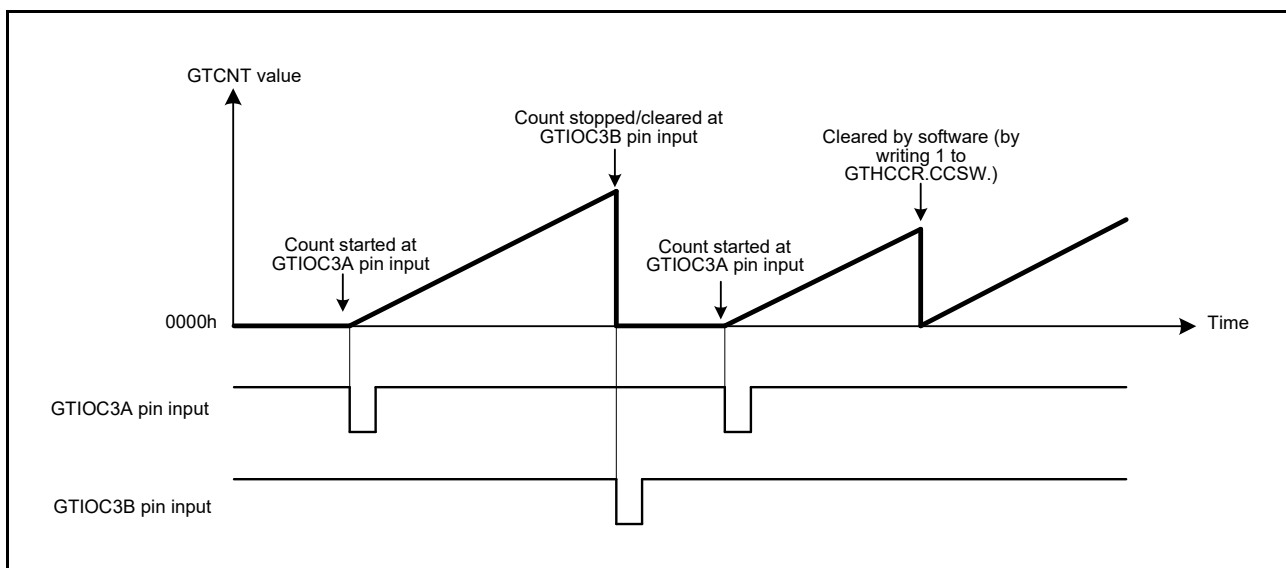 GTCNT value
Count stopped/cleared at
GTIOC3B pin input
Cleared by software (by
writing 1 to
GTHCCR.CCSW.)
Count started at
GTIOC3A pin input
Count started at
GTIOC3A pin input
0000h
Time
GTIOC3A pin input
GTIOC3B pin input